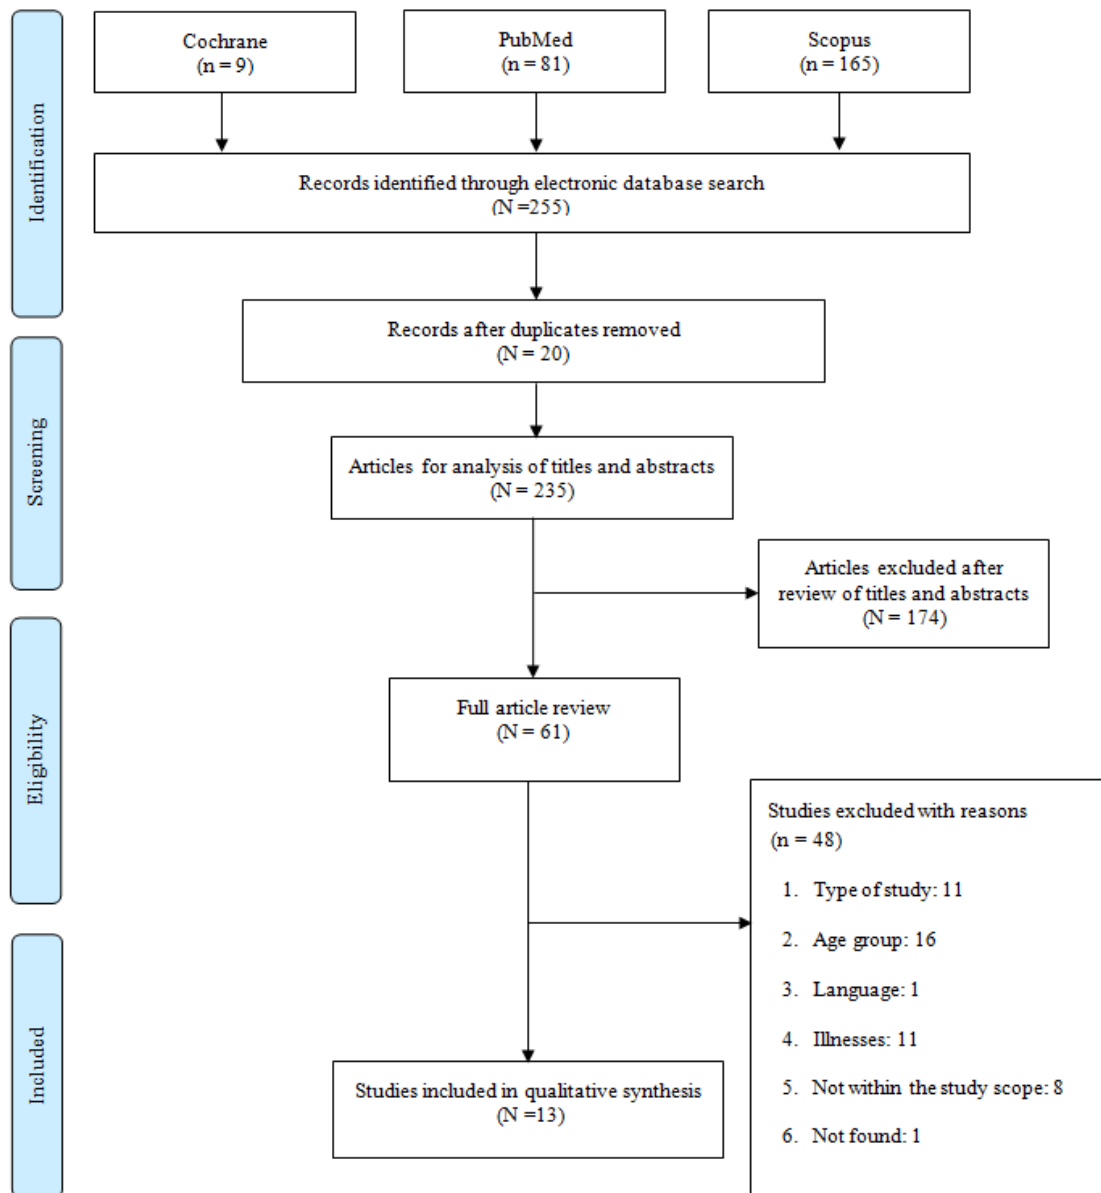 Identification
Cochrane
(n = 9)
PubMed
(n = 81)
Scopus
(n = 165)
Records identified through electronic database search
(N =255)
Records after duplicates removed
(N = 20)
Screening
Articles for analysis of titles and abstracts
(N = 235)
Articles excluded after
review of titles and abstracts
(N = 174)
Eligibility
Full article review
(N = 61)
Studies excluded with reasons
(n = 48)
1. Type of study: 11
2. Age group: 16
3. Language: 1
4. Illnesses: 11
5. Not within the study scope: 8
6. Not found: 1
Included
Studies included in qualitative synthesis
(N =13)